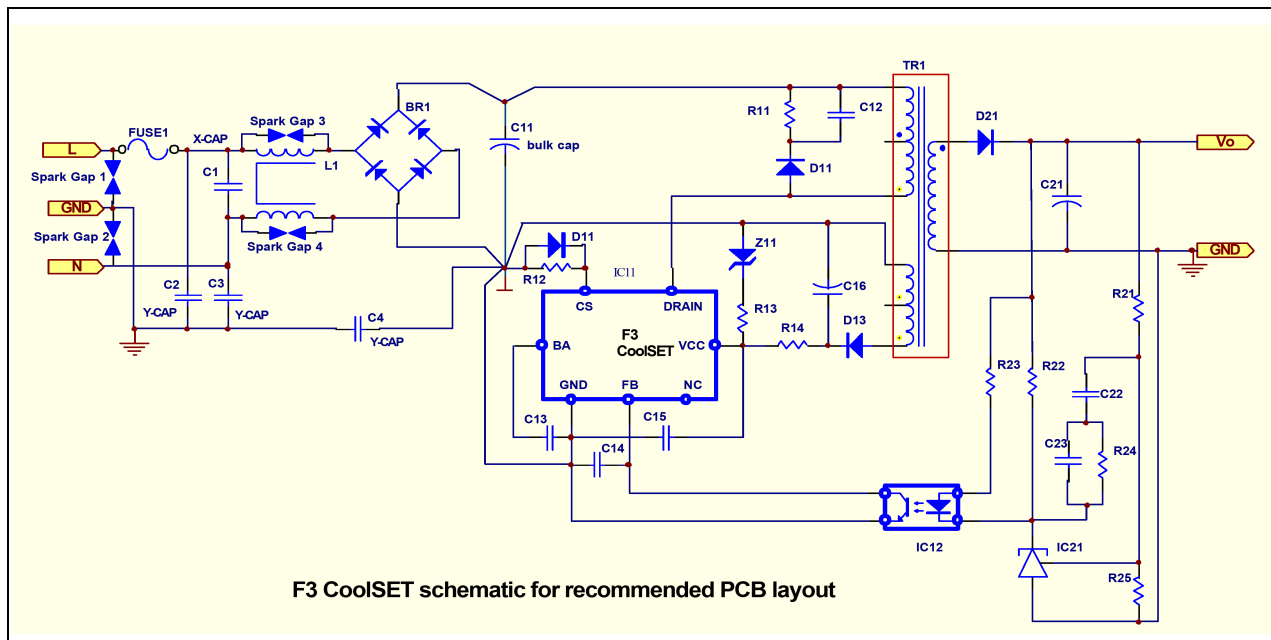 TR1
BR1
R11
C12
D21
FUSE1
X-CAP
Spark Gap 3
C11
bulk cap
L
Vo
L1
D11
C1
Spark Gap 1
C21
GND
Spark Gap 2
Spark Gap 4
D11
Z11
GND
N
R12
IC11
C2
C3
C16
R21
CS
DRAIN
Y-CAP
Y-CAP
C4
Y-CAP
F3
CoolSET
R13
R14
D13
BA
VCC
R23
R22
GND
FB
NC
C22
C13
C15
C14
C23
R24
IC12
IC21
R25
F3 CoolSET schematic for recommended PCB layout